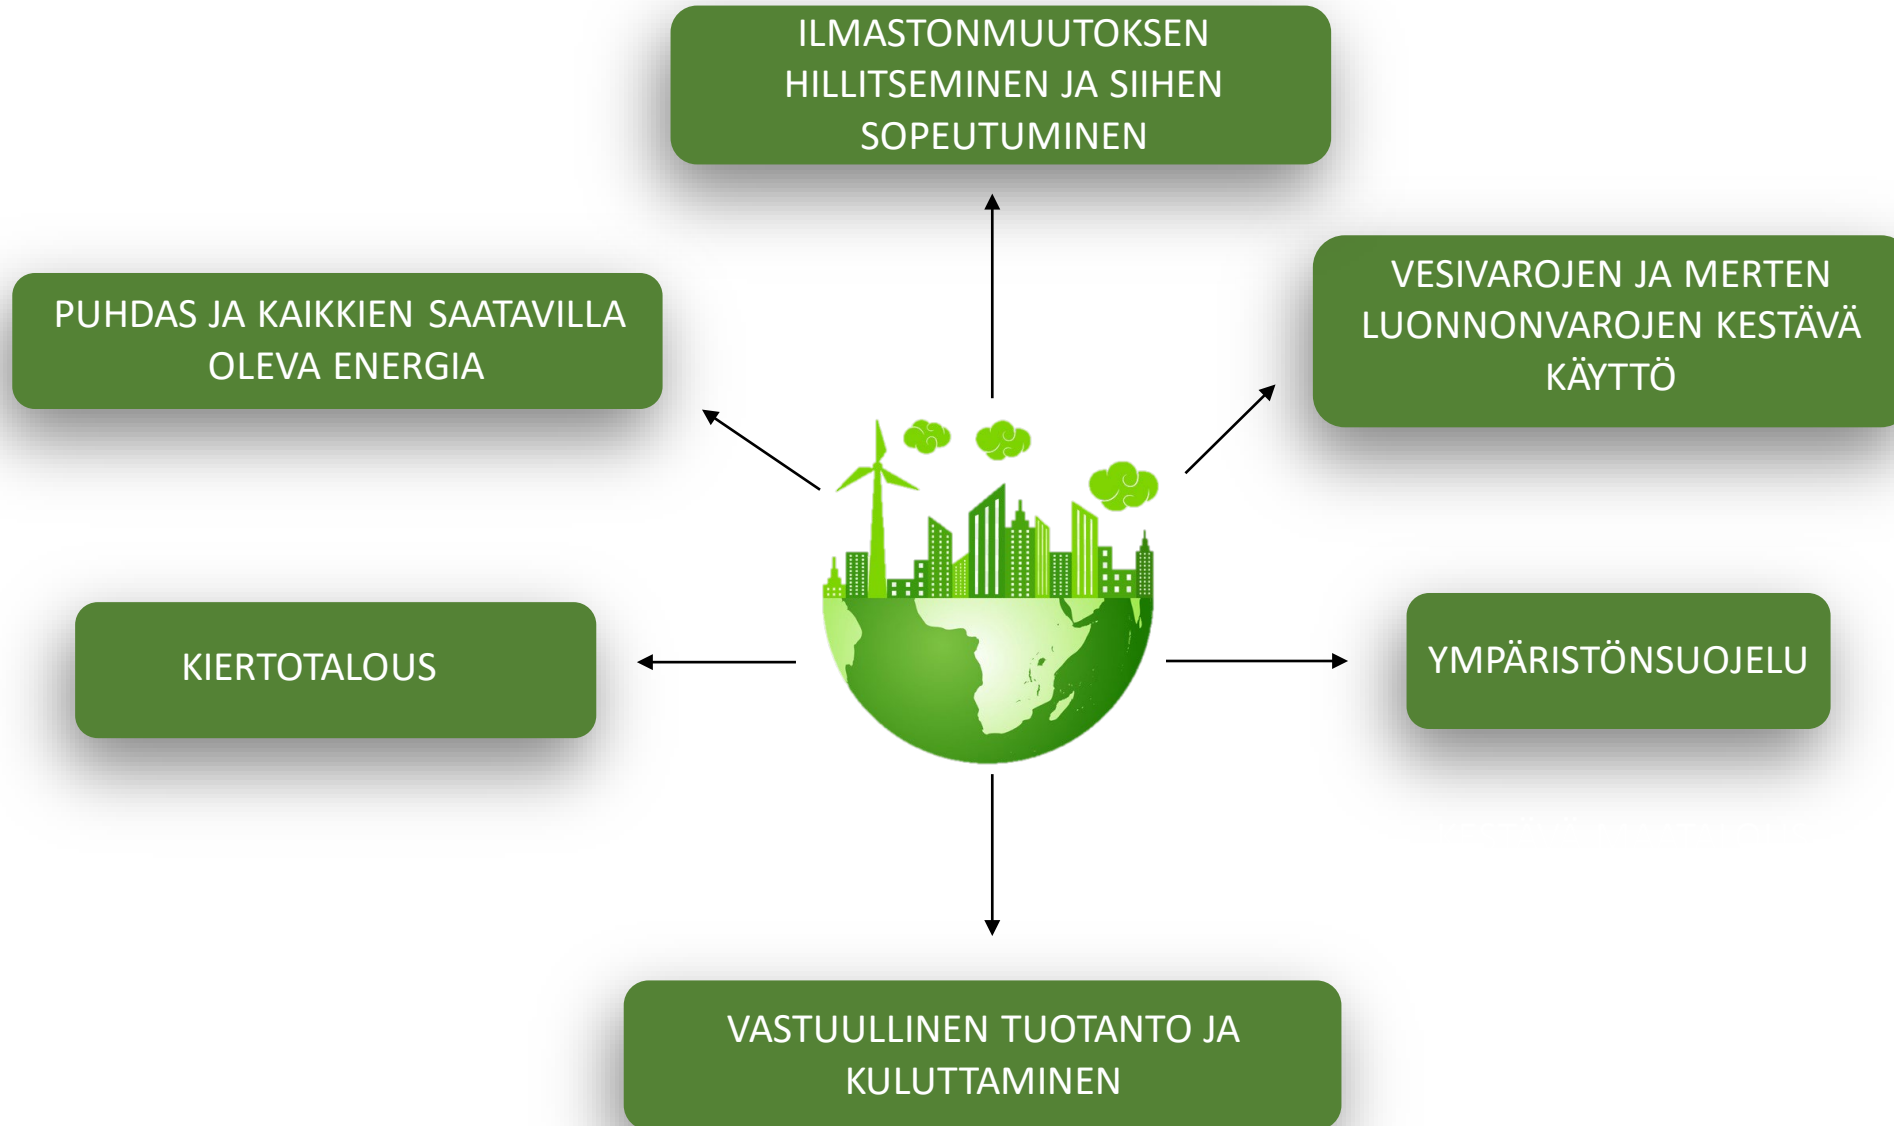 ILMASTONMUUTOKSEN
HILLITSEMINEN JA SIIHEN
SOPEUTUMINEN
PUHDAS JA KAIKKIEN SAATAVILLA
OLEVA ENERGIA
VESIVAROJEN JA MERTEN
LUONNONVAROJEN KESTÄVÄ
KÄYTTÖ
KIERTOTALOUS
YMPÄRISTÖNSUOJELU
VASTUULLINEN TUOTANTO JA
KULUTTAMINEN